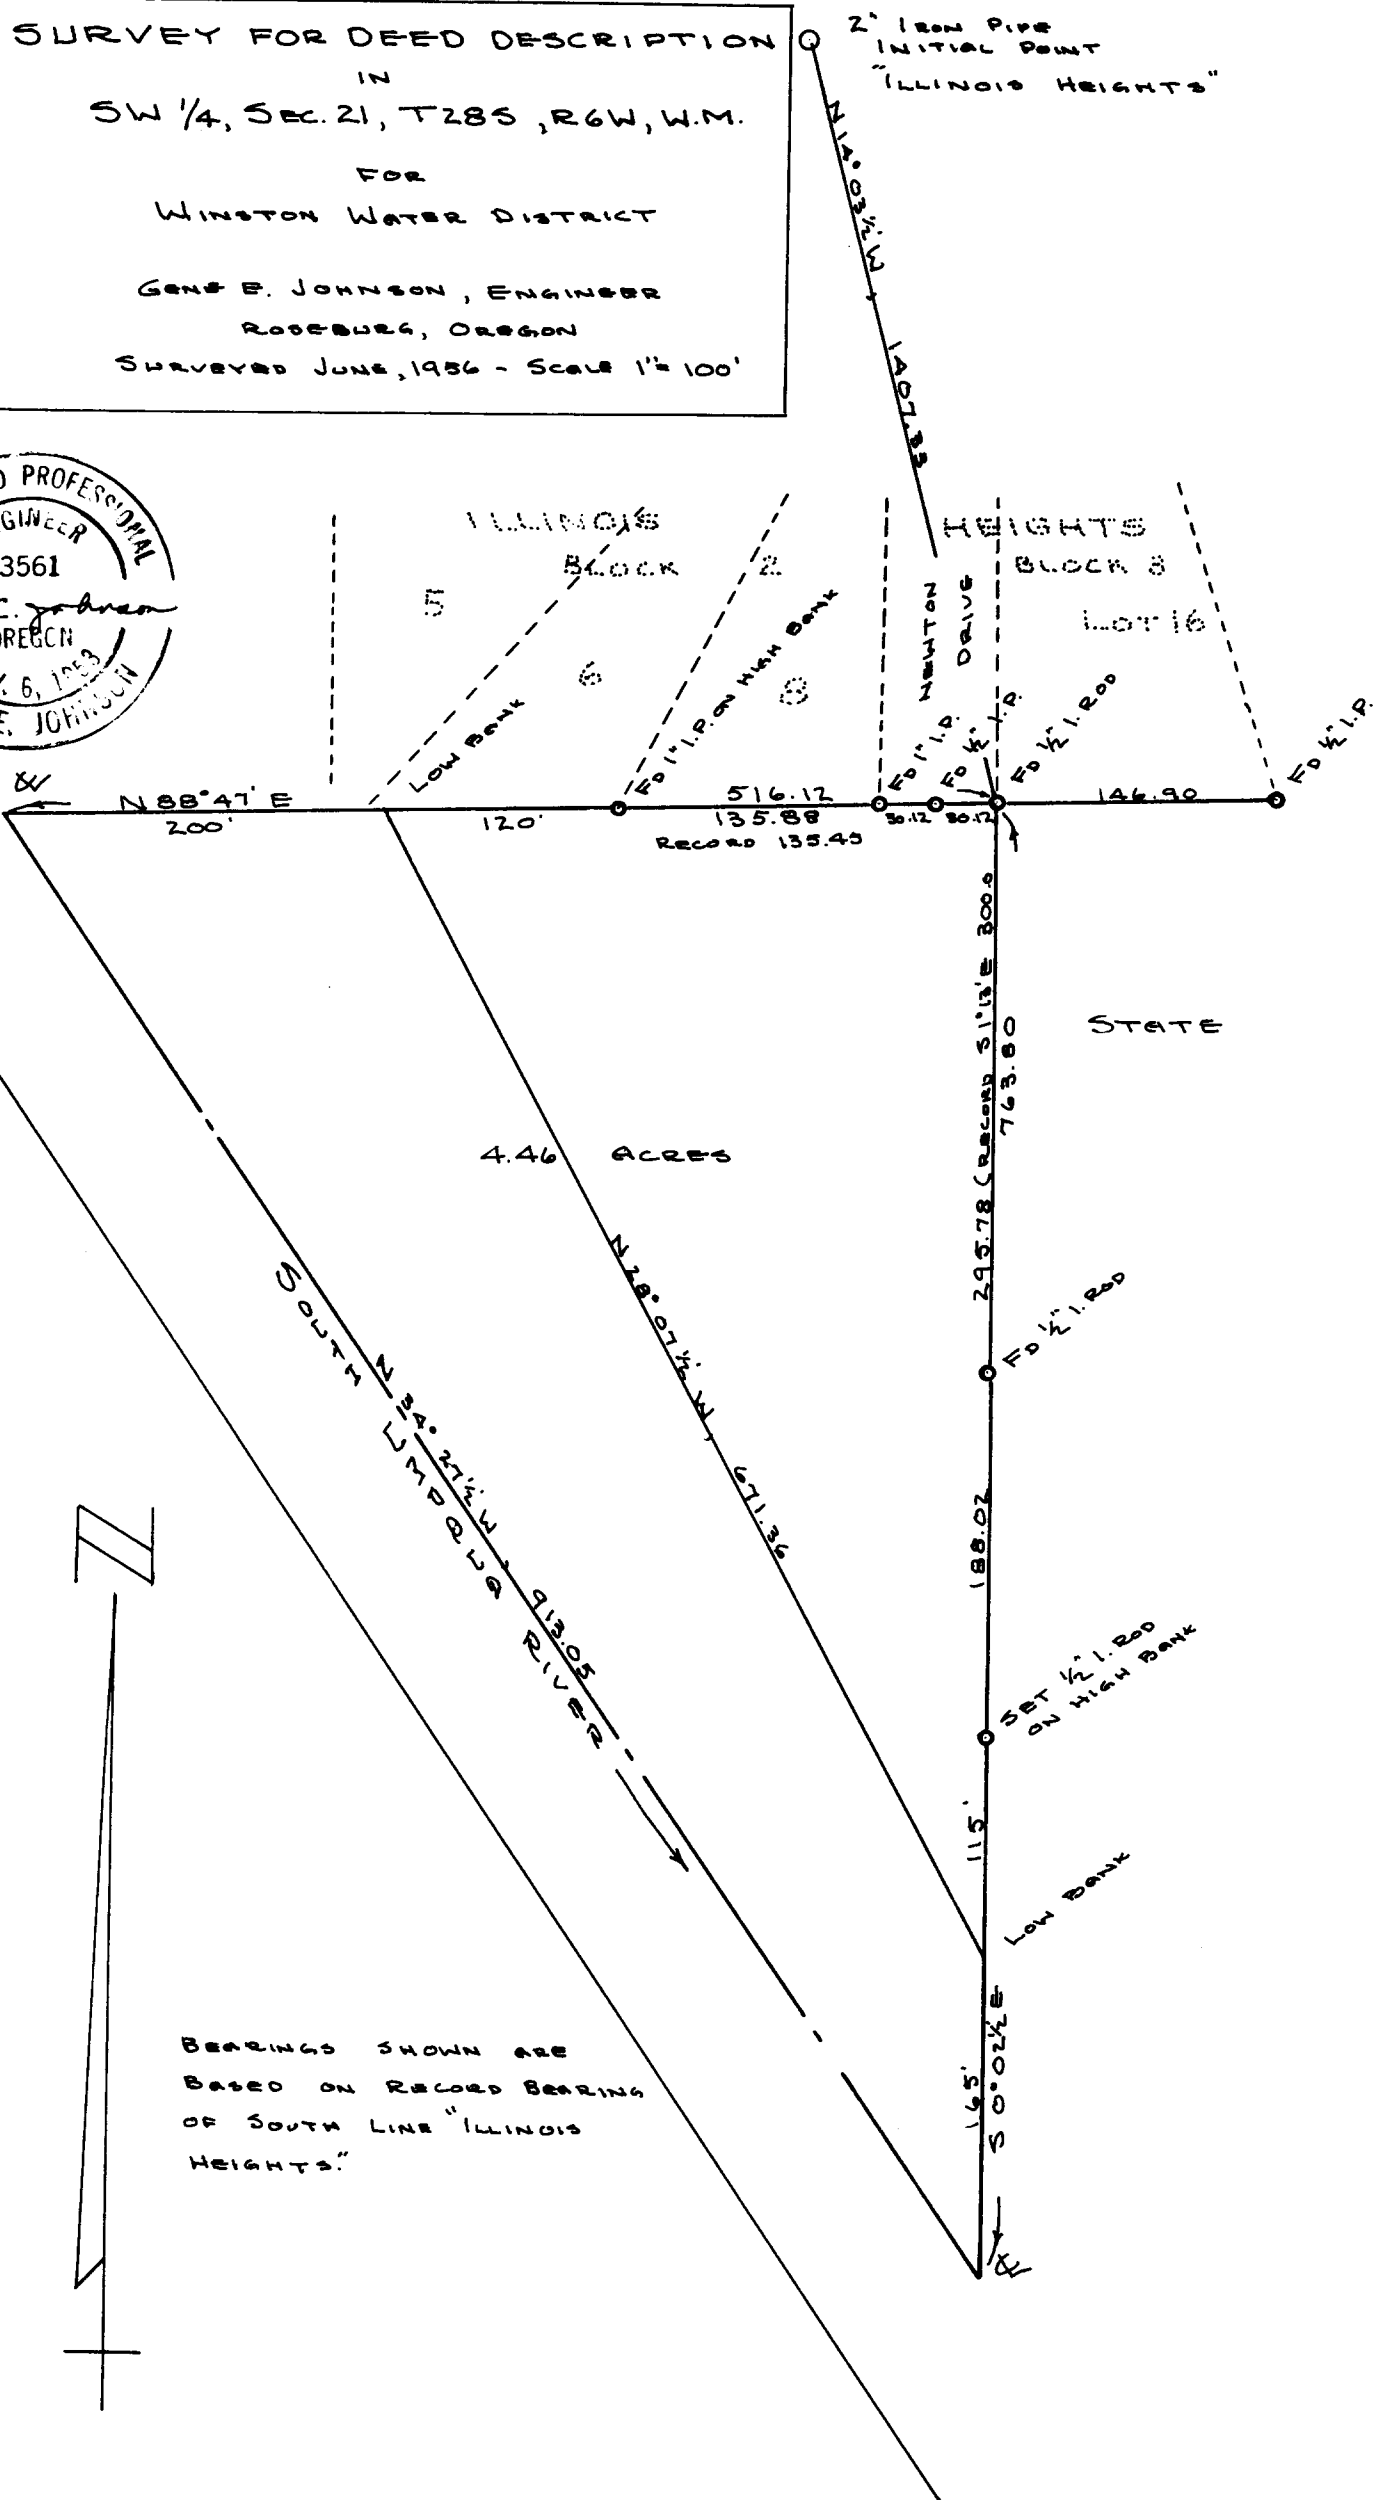 SURVEY FOR DEED DESCRIPTION
IN
SW 1/4, SEC. 21, T28S, R6W, W.M.
FOR
WINSTON WATER DISTRICT
GENE E. JOHNSON, ENGINEER
ROSEBURG, OREGON
SURVEYED JUNE, 1956 - SCALE 1"= 100'
2" IRON PIPE
INITIAL POINT
"ILLINOIS HEIGHTS"
N 14° 03½' W
1407.33
PROFESSIONAL
3561
Johnson
OREGON
6, 1953
E. JOHNSON
ILLINOIS
HEIGHTS
BLOCK 2
BLOCK 3
5
6
8
LOT 16
NEWTON
DRIVE
LOW BANK
FD 1" I.P. ON HIGH BANK
FD 1" I.P.
FD ½" I.P.
FD ½" I. ROD
FD ½" I.P.
N 88° 47' E
200'
120'
516.12
135.88
RECORD 135.45
30.12
30.12
146.90
295.78 (RECORD S 1° 13' E 300.0
763.80
STATE
4.46 ACRES
N 28° 07½' W, 671.36
FD ½" I. ROD
SOUTH UMPQUA RIVER
N 34° 27½' W, 913.05
188.02
SET ½" I. ROD
ON HIGH BANK
N
115'
LOW BANK
165'
S 0° 02½' E
BEARINGS SHOWN ARE
BASED ON RECORD BEARING
OF SOUTH LINE "ILLINOIS
HEIGHTS."